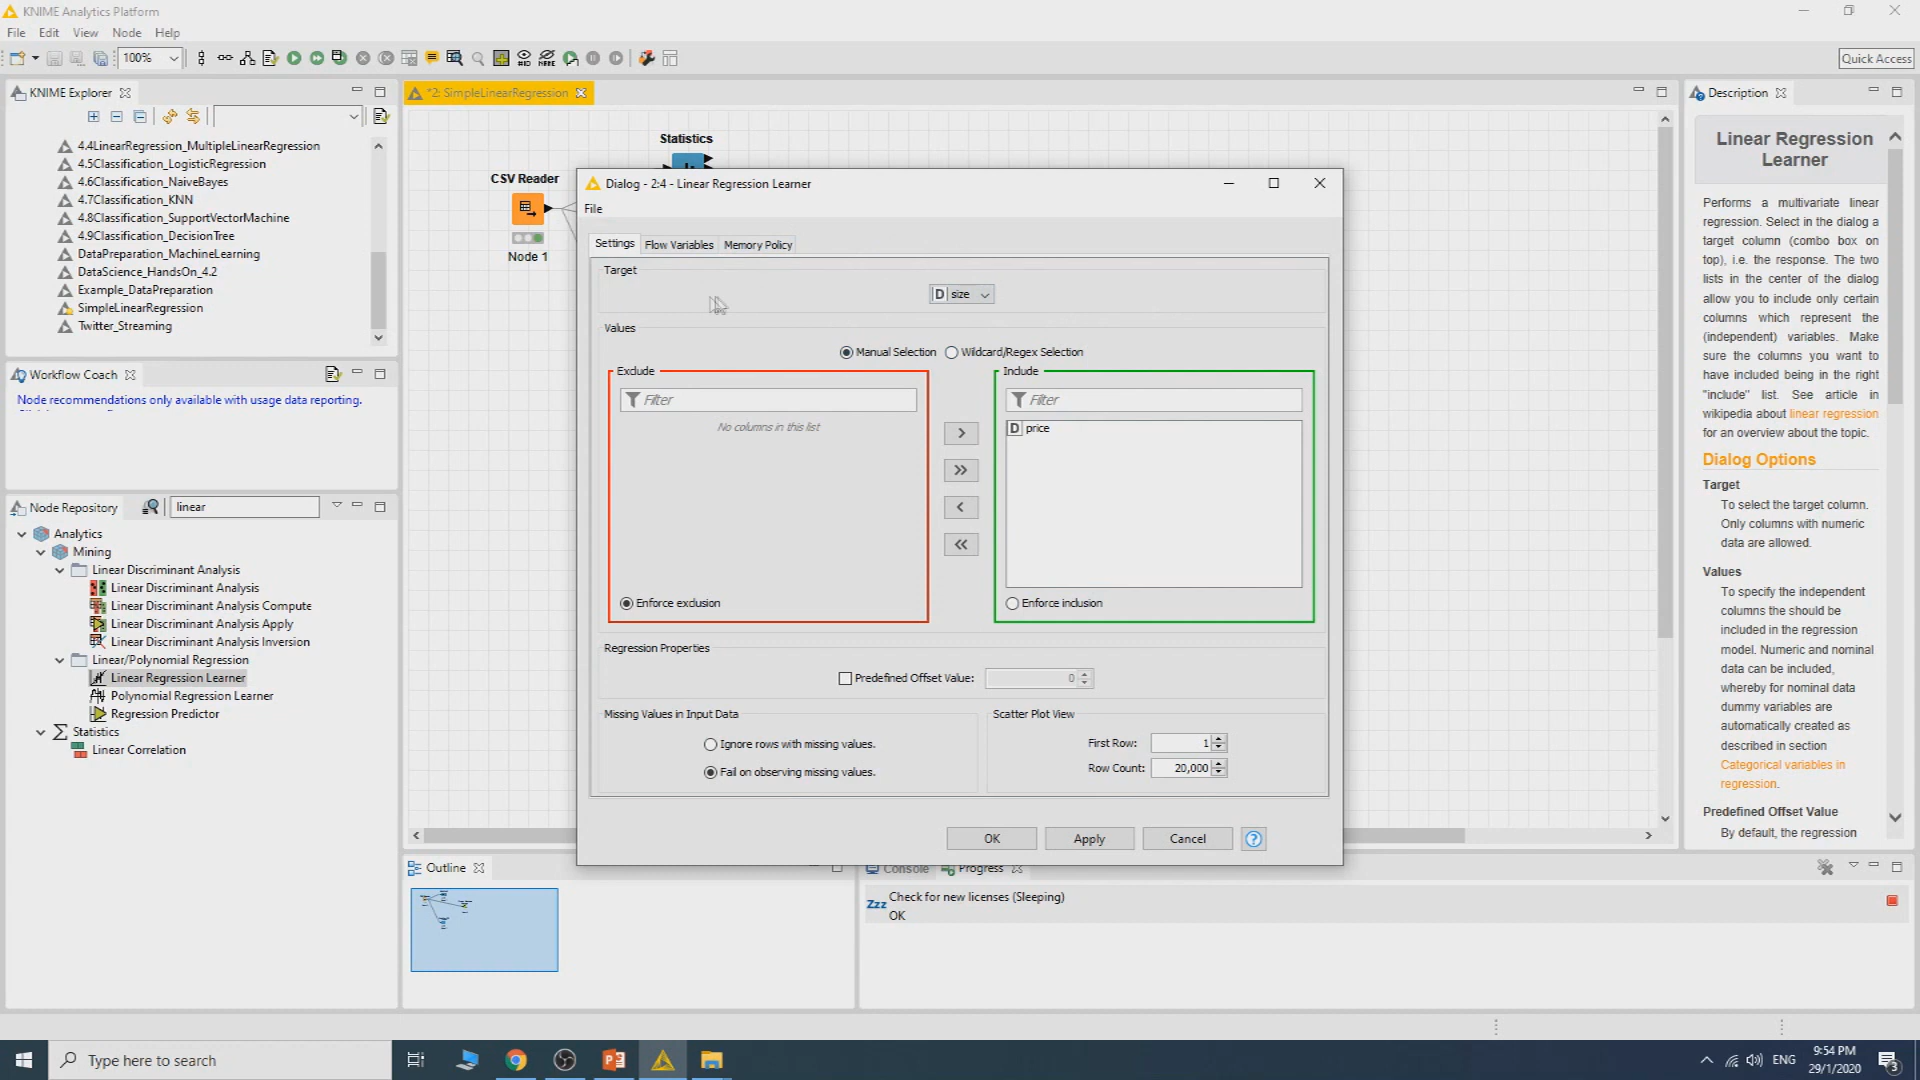 KNIME Analytics Platform
File Edit View Node Help
100%
Quick Access
KNIME Explorer
4.4LinearRegression_MultipleLinearRegression
4.5Classification_LogisticRegression
4.6Classification_NaiveBayes
4.7Classification_KNN
4.8Classification_SupportVectorMachine
4.9Classification_DecisionTree
DataPreparation_MachineLearning
DataScience_HandsOn_4.2
Example_DataPreparation
SimpleLinearRegression
Twitter_Streaming
Workflow Coach
Node recommendations only available with usage data reporting.
Node Repository
linear
Analytics
Mining
Linear Discriminant Analysis
Linear Discriminant Analysis
Linear Discriminant Analysis Compute
Linear Discriminant Analysis Apply
Linear Discriminant Analysis Inversion
Linear/Polynomial Regression
Linear Regression Learner
Polynomial Regression Learner
Regression Predictor
Statistics
Linear Correlation
*2: SimpleLinearRegression
Statistics
CSV Reader
Node 1
Dialog - 2:4 - Linear Regression Learner
File
Settings Flow Variables Memory Policy
Target
D size
Values
Manual Selection Wildcard/Regex Selection
Exclude
Filter
No columns in this list
Enforce exclusion
>
>>
<
<<
Include
Filter
D price
Enforce inclusion
Regression Properties
Predefined Offset Value: 0
Missing Values in Input Data
Ignore rows with missing values.
Fail on observing missing values.
Scatter Plot View
First Row: 1
Row Count: 20,000
OK Apply Cancel ?
Outline
Console Progress
Zzz Check for new licenses (Sleeping)
OK
Description
Linear Regression
Learner
Performs a multivariate linear
regression. Select in the dialog a
target column (combo box on
top), i.e. the response. The two
lists in the center of the dialog
allow you to include only certain
columns which represent the
(independent) variables. Make
sure the columns you want to
have included being in the right
"include" list. See article in
wikipedia about linear regression
for an overview about the topic.
Dialog Options
Target
To select the target column.
Only columns with numeric
data are allowed.
Values
To specify the independent
columns the should be
included in the regression
model. Numeric and nominal
data can be included,
whereby for nominal data
dummy variables are
automatically created as
described in section
Categorical variables in
regression.
Predefined Offset Value
By default, the regression
Type here to search
ENG
9:54 PM
29/1/2020
3